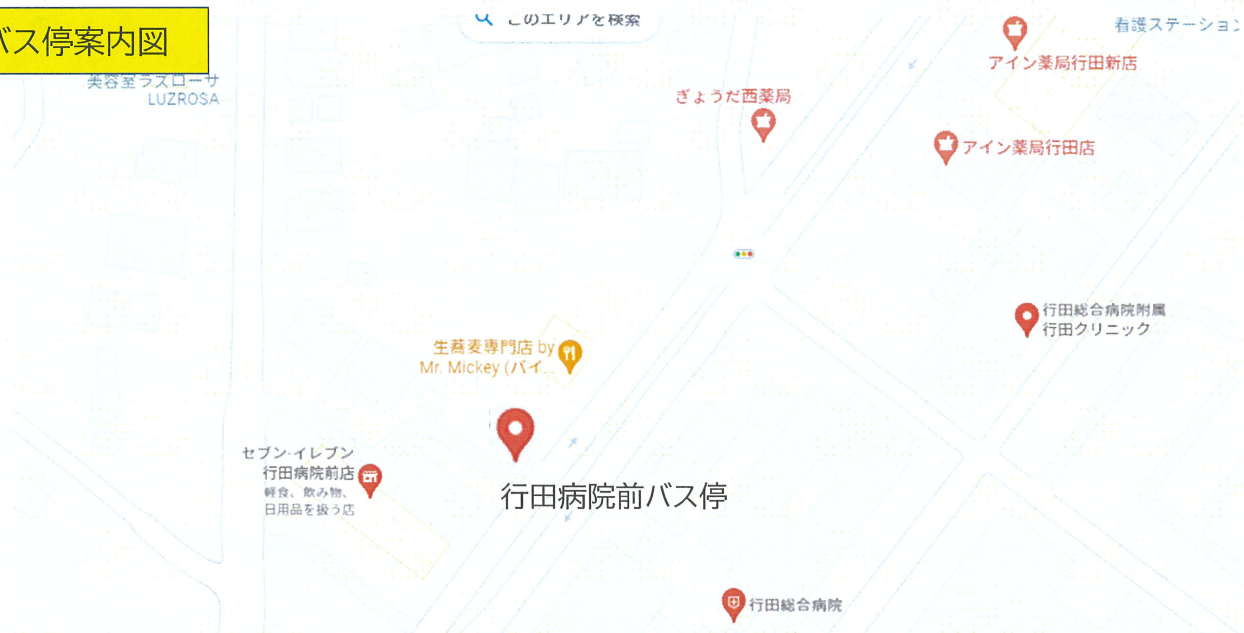 バス停案内図
このエリアを検索
看護ステーション
美容室ラズローサ
LUZROSA
アイン薬局行田新店
ぎょうだ西薬局
アイン薬局行田店
行田総合病院附属
行田クリニック
生蕎麦専門店 by
Mr. Mickey (バイ...
セブン-イレブン
行田病院前店
軽食、飲み物、
日用品を扱う店
行田病院前バス停
行田総合病院